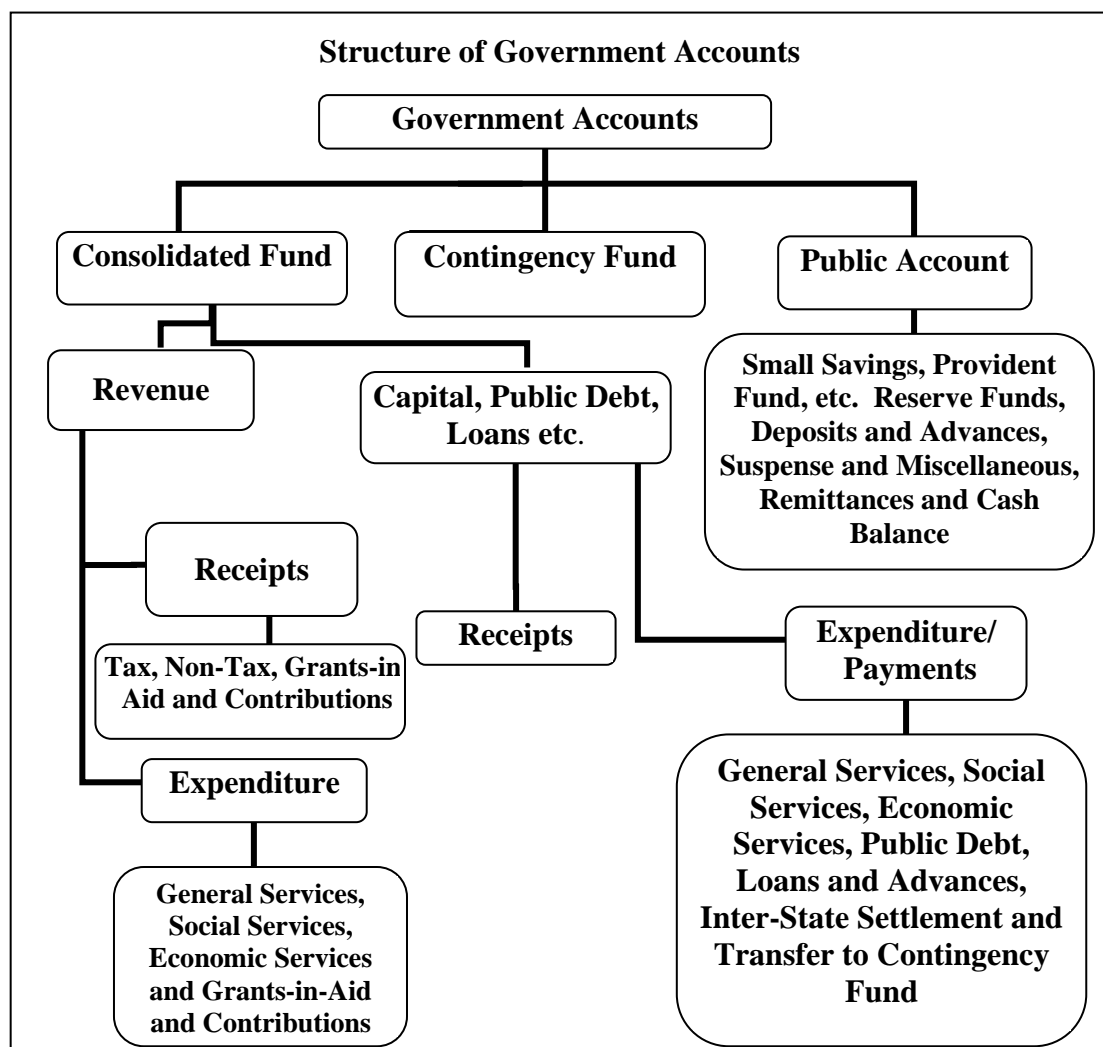 Structure of Government Accounts
Government Accounts
Consolidated Fund
Contingency Fund
Public Account
Revenue
Capital, Public Debt,
Loans etc.
Small Savings, Provident
Fund, etc. Reserve Funds,
Deposits and Advances,
Suspense and Miscellaneous,
Remittances and Cash
Balance
Receipts
Receipts
Expenditure/
Payments
Tax, Non-Tax, Grants-in
Aid and Contributions
Expenditure
General Services, Social
Services, Economic
Services, Public Debt,
Loans and Advances,
Inter-State Settlement and
Transfer to Contingency
Fund
General Services,
Social Services,
Economic Services
and Grants-in-Aid
and Contributions